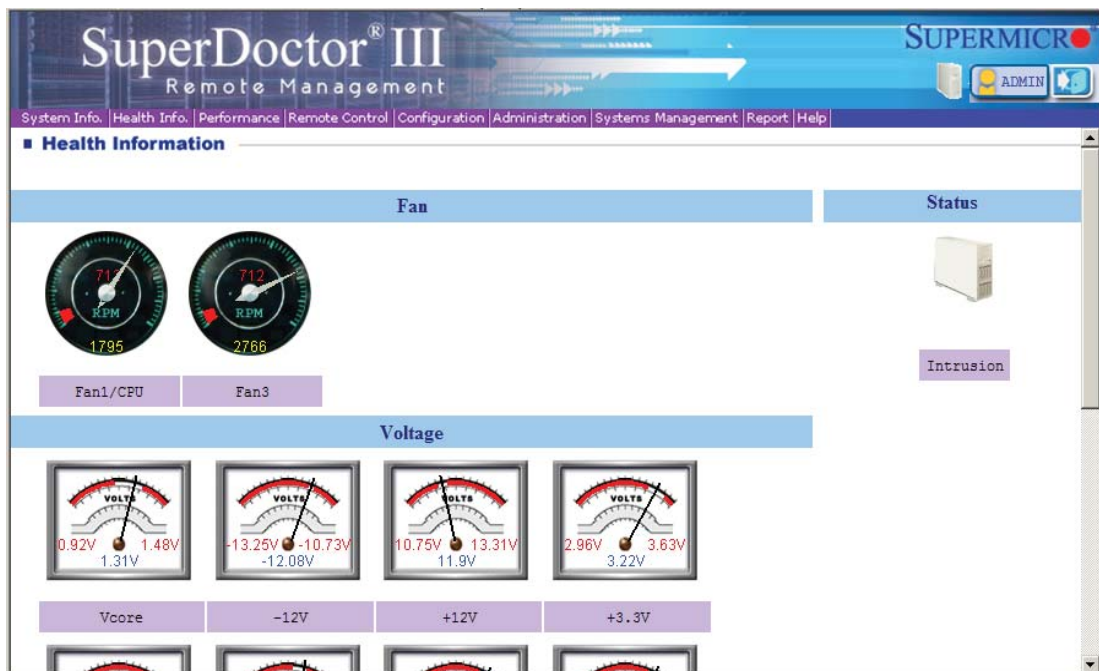 SuperDoctor® III
Remote Management
SUPERMICR
ADMIN
System Info. Health Info. Performance Remote Control Configuration Administration Systems Management Report Help
Health Information
Fan
Status
712
RPM
2766
RPM
1795
Fan1/CPU Fan3
Intrusion
Voltage
VOLTS VOLTS VOLTS VOLTS
0.92V 1.48V -13.25V -10.73V 10.75V 13.31V 2.96V 3.63V
1.31V -12.08V 11.9V 3.22V
Vcore -12V +12V +3.3V